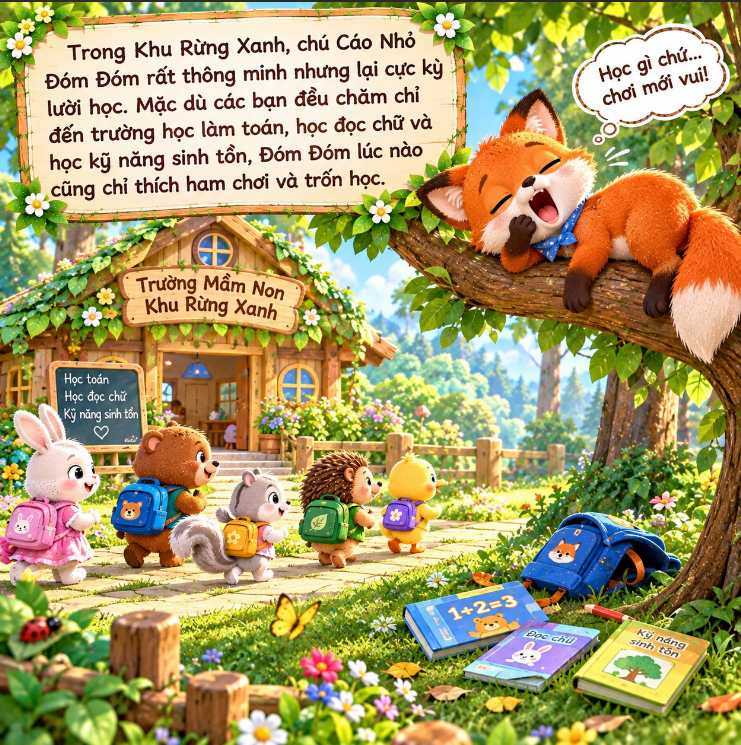 Trong Khu Rừng Xanh, chú Cáo Nhỏ
Đóm Đóm rất thông minh nhưng lại cực kỳ
lười học. Mặc dù các bạn đều chăm chỉ
đến trường học làm toán, học đọc chữ và
học kỹ năng sinh tồn, Đóm Đóm lúc nào
cũng chỉ thích ham chơi và trốn học.
Học gì chứ...
chơi mới vui!
Trường Mầm Non
Khu Rừng Xanh
Học toán
Học đọc chữ
Kỹ năng sinh tồn
1+2=3
Đọc chữ
Kỹ năng
sinh tồn